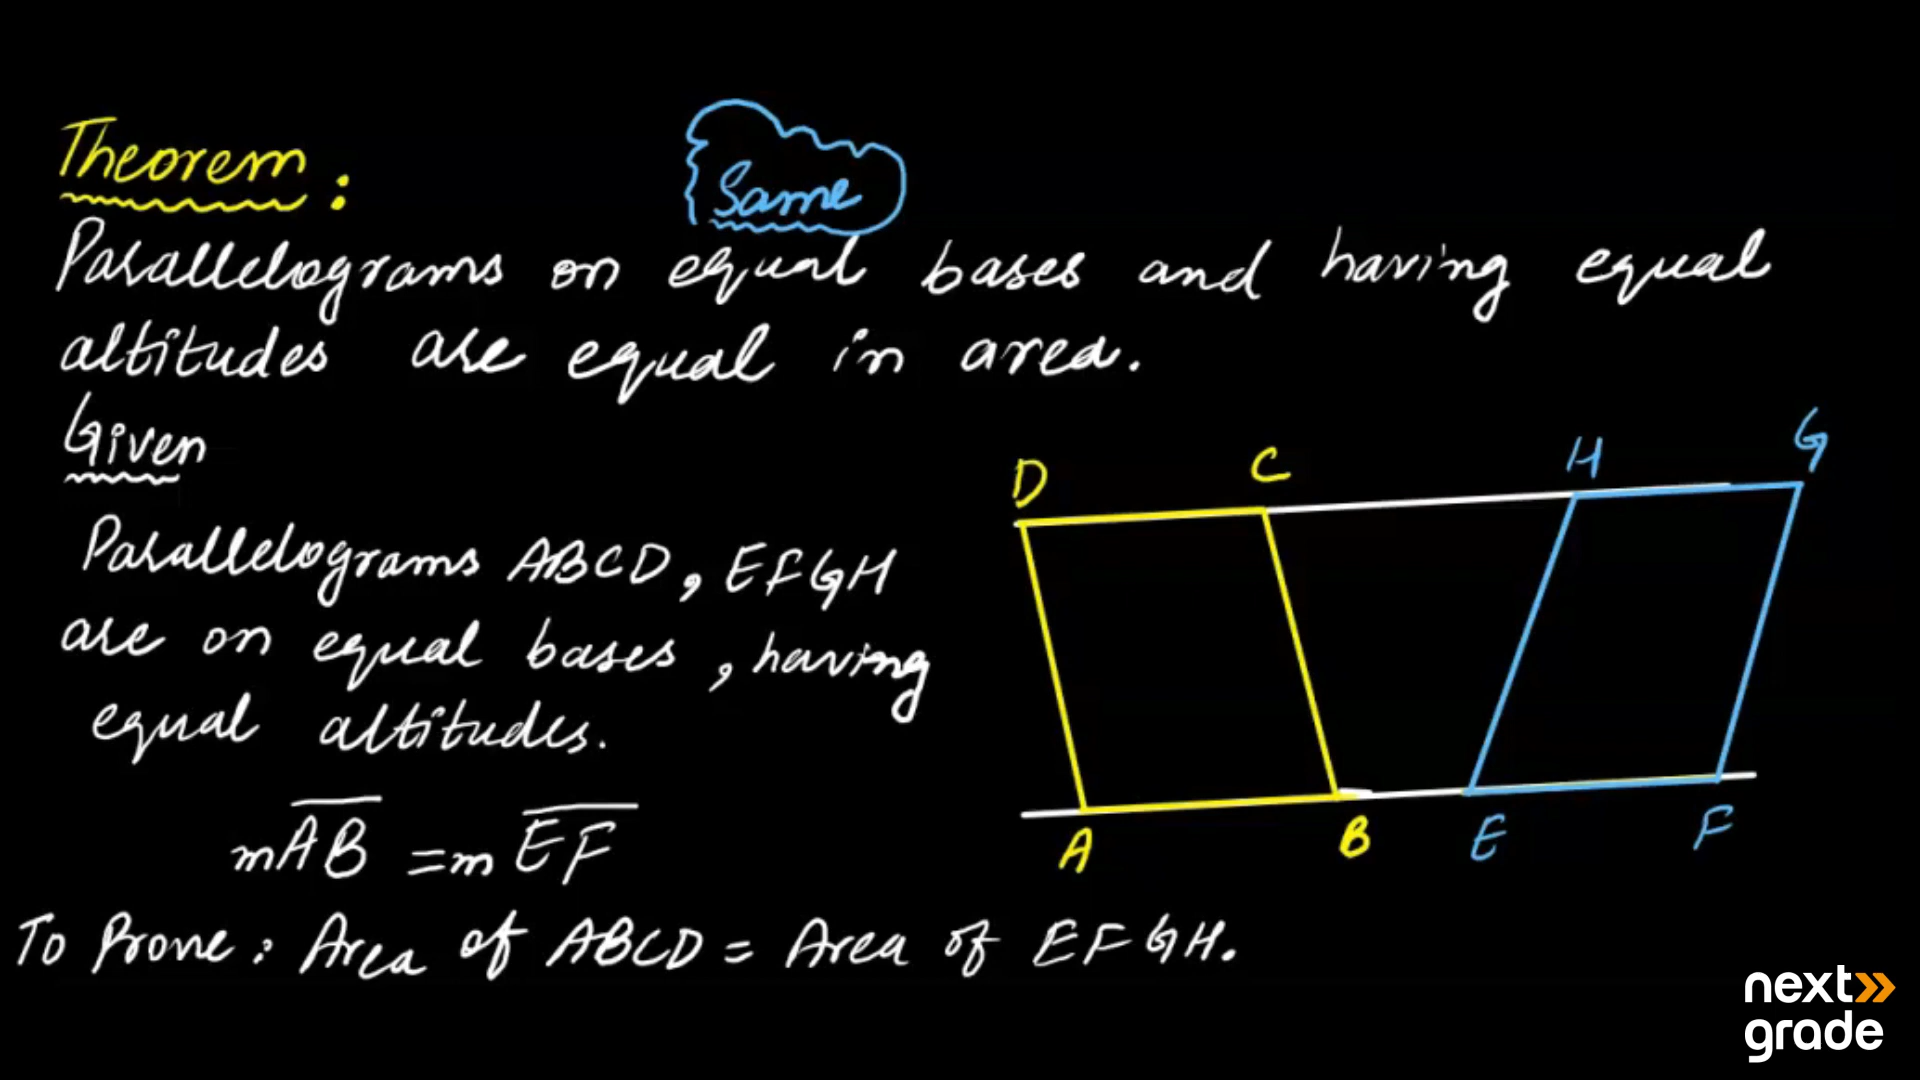 Theorem:
Same
Parallelograms on equal bases and having equal
altitudes are equal in area.
Given
Parallelograms ABCD, EFGH
are on equal bases, having
equal altitudes.
mAB = mEF
To Prove: Area of ABCD = Area of EFGH.
D C H G
A B E F
next
grade